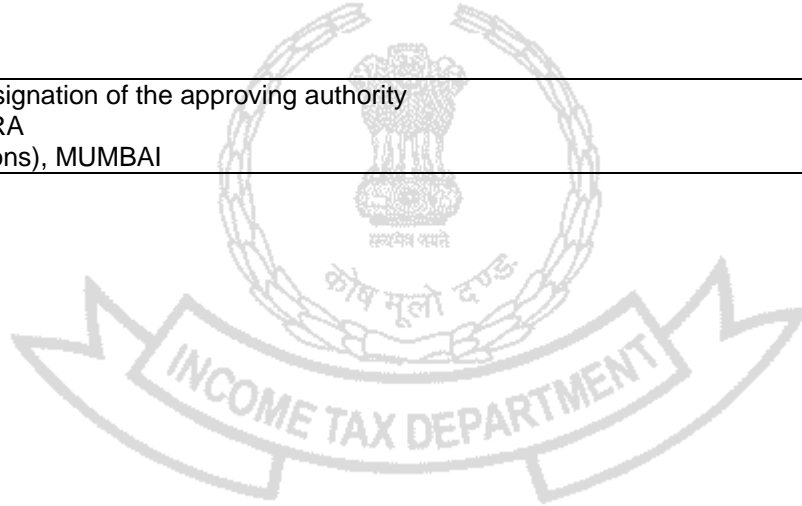 signation of the approving authority
RA
ons), MUMBAI
सत्यमेव जयते
कोष मूलो दण्डः
INCOME TAX DEPARTMENT